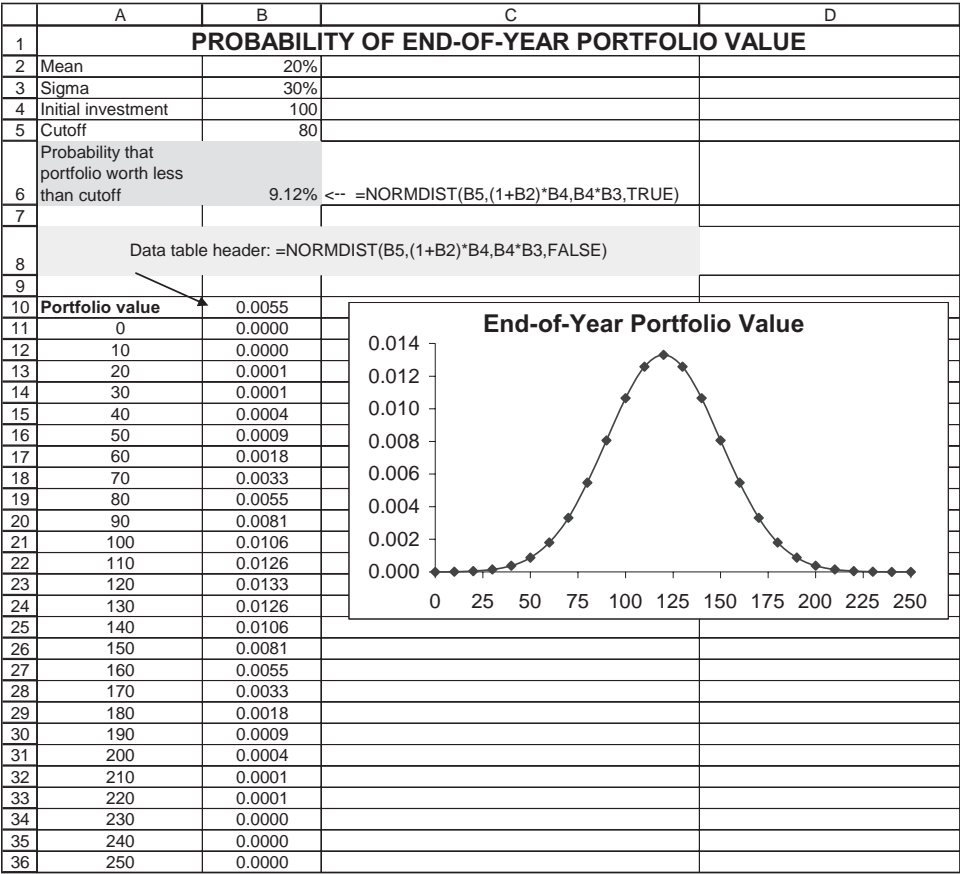 A B C D
1 PROBABILITY OF END-OF-YEAR PORTFOLIO VALUE
2 Mean 20%
3 Sigma 30%
4 Initial investment 100
5 Cutoff 80
Probability that
portfolio worth less
6 than cutoff 9.12% <-- =NORMDIST(B5,(1+B2)*B4,B4*B3,TRUE)
7
8 Data table header: =NORMDIST(B5,(1+B2)*B4,B4*B3,FALSE)
9
10 Portfolio value 0.0055
11 0 0.0000
12 10 0.0000
13 20 0.0001
14 30 0.0001
15 40 0.0004
16 50 0.0009
17 60 0.0018
18 70 0.0033
19 80 0.0055
20 90 0.0081
21 100 0.0106
22 110 0.0126
23 120 0.0133
24 130 0.0126
25 140 0.0106
26 150 0.0081
27 160 0.0055
28 170 0.0033
29 180 0.0018
30 190 0.0009
31 200 0.0004
32 210 0.0001
33 220 0.0001
34 230 0.0000
35 240 0.0000
36 250 0.0000
End-of-Year Portfolio Value
0.014
0.012
0.010
0.008
0.006
0.004
0.002
0.000
0 25 50 75 100 125 150 175 200 225 250